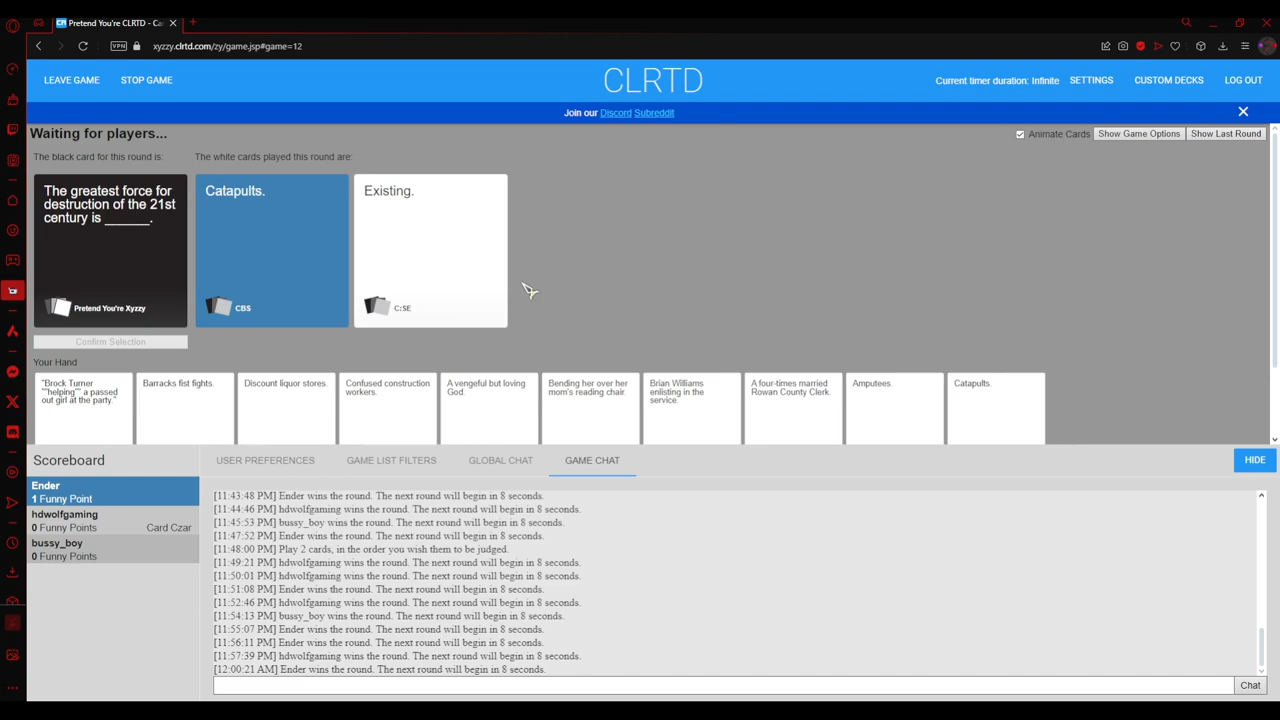 Pretend You're CLRTD - Ca
VPN
xyzzy.clrtd.com/zy/game.jsp#game=12
LEAVE GAME
STOP GAME
CLRTD
Current timer duration: Infinite
SETTINGS
CUSTOM DECKS
LOG OUT
Join our Discord Subreddit
Waiting for players...
Animate Cards
Show Game Options
Show Last Round
The black card for this round is:
The white cards played this round are:
The greatest force for
destruction of the 21st
century is ______.
Pretend You're Xyzzy
Catapults.
CBS
Existing.
C:SE
Confirm Selection
Your Hand
"Brock Turner
""helping"" a passed
out girl at the party."
Barracks fist fights.
Discount liquor stores.
Confused construction
workers.
A vengeful but loving
God.
Bending her over her
mom's reading chair.
Brian Williams
enlisting in the
service.
A four-times married
Rowan County Clerk.
Amputees.
Catapults.
Scoreboard
USER PREFERENCES
GAME LIST FILTERS
GLOBAL CHAT
GAME CHAT
HIDE
Ender
1 Funny Point
hdwolfgaming
0 Funny Points
Card Czar
bussy_boy
0 Funny Points
[11:43:48 PM] Ender wins the round. The next round will begin in 8 seconds.
[11:44:46 PM] hdwolfgaming wins the round. The next round will begin in 8 seconds.
[11:45:53 PM] bussy_boy wins the round. The next round will begin in 8 seconds.
[11:47:52 PM] Ender wins the round. The next round will begin in 8 seconds.
[11:48:00 PM] Play 2 cards, in the order you wish them to be judged.
[11:49:21 PM] hdwolfgaming wins the round. The next round will begin in 8 seconds.
[11:50:01 PM] hdwolfgaming wins the round. The next round will begin in 8 seconds.
[11:51:08 PM] Ender wins the round. The next round will begin in 8 seconds.
[11:52:46 PM] hdwolfgaming wins the round. The next round will begin in 8 seconds.
[11:54:13 PM] bussy_boy wins the round. The next round will begin in 8 seconds.
[11:55:07 PM] Ender wins the round. The next round will begin in 8 seconds.
[11:56:11 PM] Ender wins the round. The next round will begin in 8 seconds.
[11:57:39 PM] hdwolfgaming wins the round. The next round will begin in 8 seconds.
[12:00:21 AM] Ender wins the round. The next round will begin in 8 seconds.
Chat